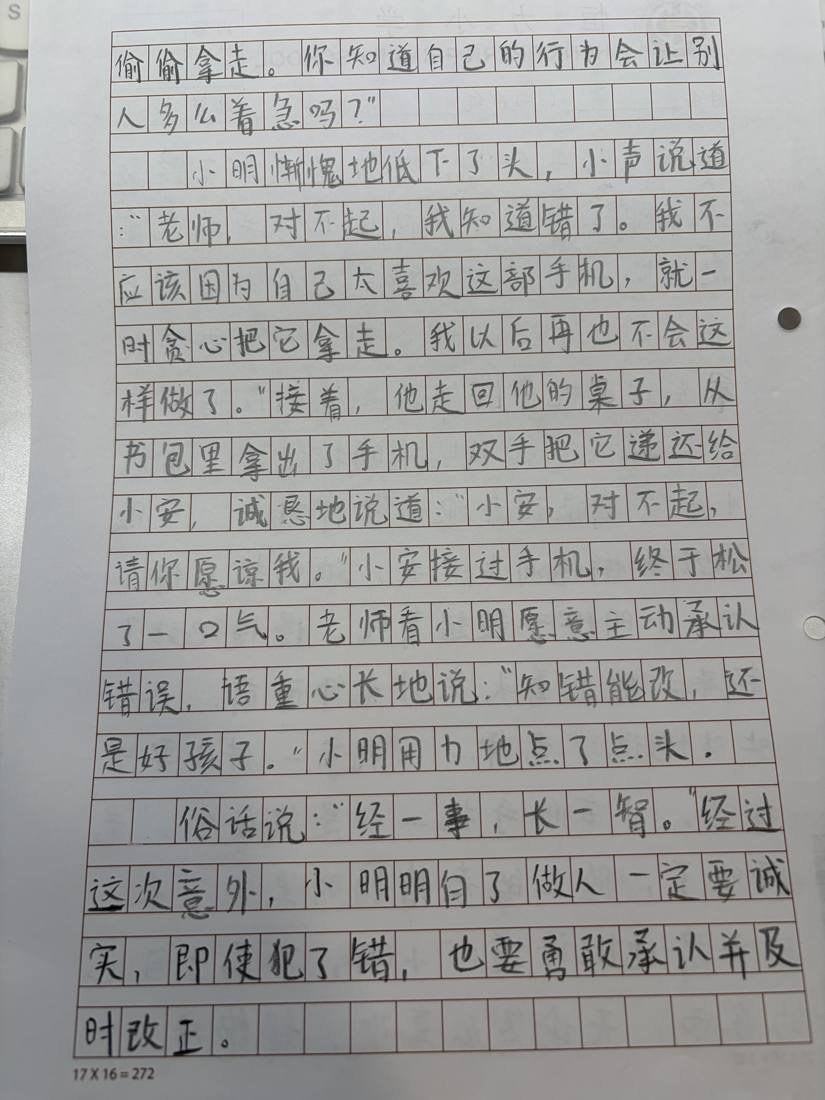 偷偷拿走。你知道自己的行为会让别
人多么着急吗？”
小明惭愧地低下了头，小声说道
：“老师，对不起，我知道错了。我不
应该因为自己太喜欢这部手机，就一
时贪心把它拿走。我以后再也不会这
样做了。”接着，他走回他的桌子，从
书包里拿出了手机，双手把它递还给
小安，诚恳地说道：“小安，对不起，
请你愿谅我。”小安接过手机，终于松
了一口气。老师看小明愿意主动承认
错误，语重心长地说：“知错能改，还
是好孩子。”小明用力地点了点头．
俗话说：“经一事，长一智。”经过
这次意外，小明明白了做人一定要诚
实，即使犯了错，也要勇敢承认并及
时改正。
17 X 16 = 272